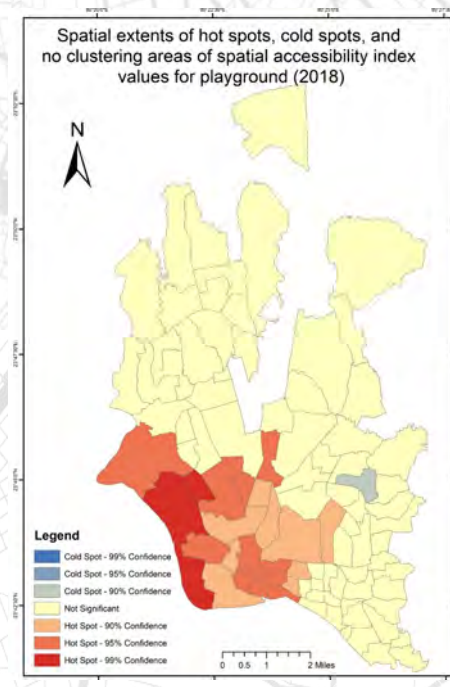 Spatial extents of hot spots, cold spots, and
no clustering areas of spatial accessibility index
values for playground (2018)
N
Legend
Cold Spot - 99% Confidence
Cold Spot - 95% Confidence
Cold Spot - 90% Confidence
Not Significant
Hot Spot - 90% Confidence
Hot Spot - 95% Confidence
Hot Spot - 99% Confidence
0 0.5 1 2 Miles